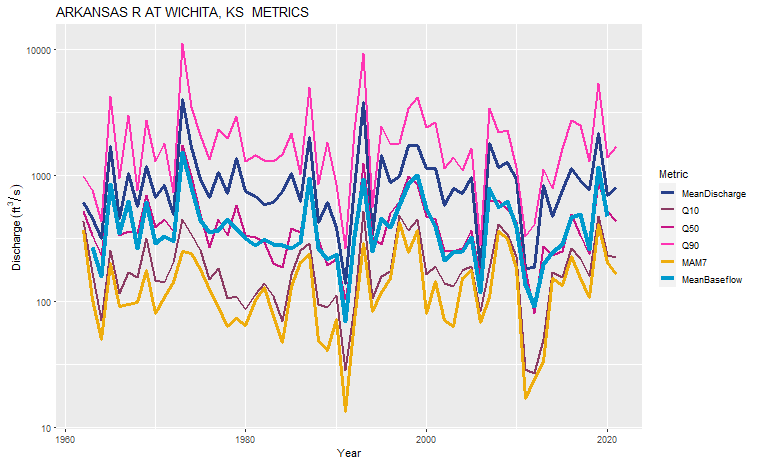 ARKANSAS R AT WICHITA, KS METRICS
10000
1000
100
10
Discharge (ft³/s)
1960
1980
2000
2020
Year
Metric
MeanDischarge
Q10
Q50
Q90
MAM7
MeanBaseflow